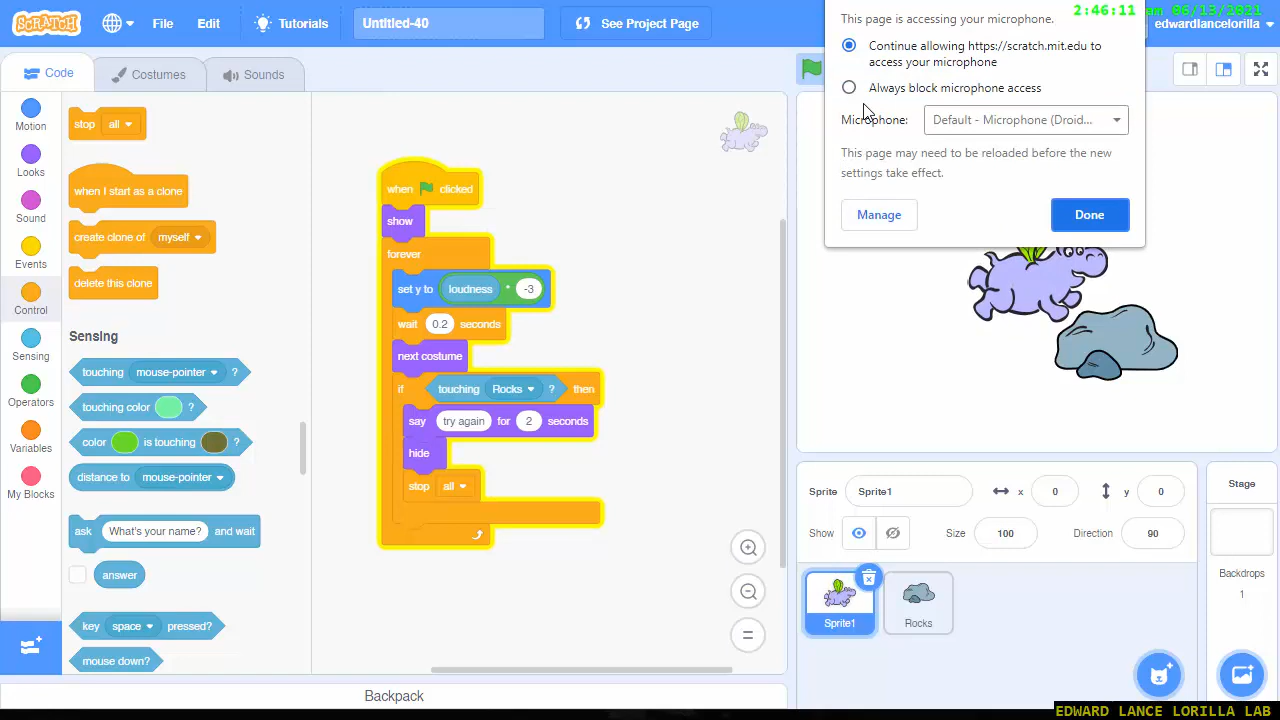 SCRATCH
File
Edit
Tutorials
Untitled-40
See Project Page
edwardlancelorilla
2:46:11 am 06/13/2021
This page is accessing your microphone.
Continue allowing https://scratch.mit.edu to
access your microphone
Always block microphone access
Microphone:
Default - Microphone (Droid...
This page may need to be reloaded before the new
settings take effect.
Manage
Done
Code
Costumes
Sounds
Motion
Looks
Sound
Events
Control
Sensing
Operators
Variables
My Blocks
stop all
when I start as a clone
create clone of myself
delete this clone
Sensing
touching mouse-pointer ?
touching color ?
color is touching ?
distance to mouse-pointer
ask What's your name? and wait
answer
key space pressed?
mouse down?
when clicked
show
forever
set y to loudness * -3
wait 0.2 seconds
next costume
if touching Rocks ? then
say try again for 2 seconds
hide
stop all
Backpack
Sprite
Sprite1
x
0
y
0
Show
Size
100
Direction
90
Sprite1
Rocks
Stage
Backdrops
1
EDWARD LANCE LORILLA LAB